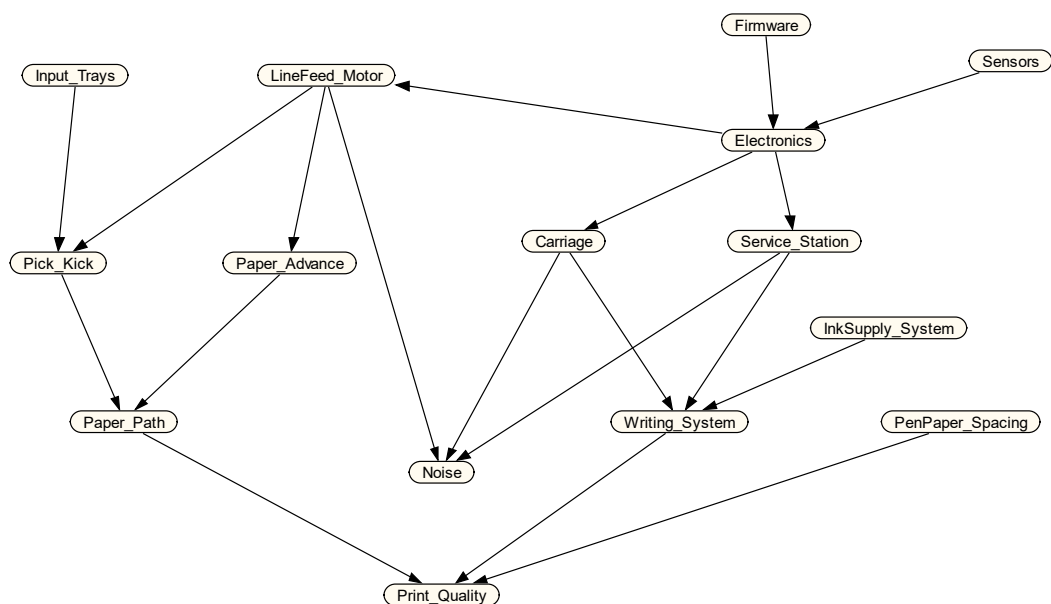 Firmware
Sensors
Input_Trays
LineFeed_Motor
Electronics
Carriage
Service_Station
Pick_Kick
Paper_Advance
InkSupply_System
Paper_Path
Writing_System
PenPaper_Spacing
Noise
Print_Quality